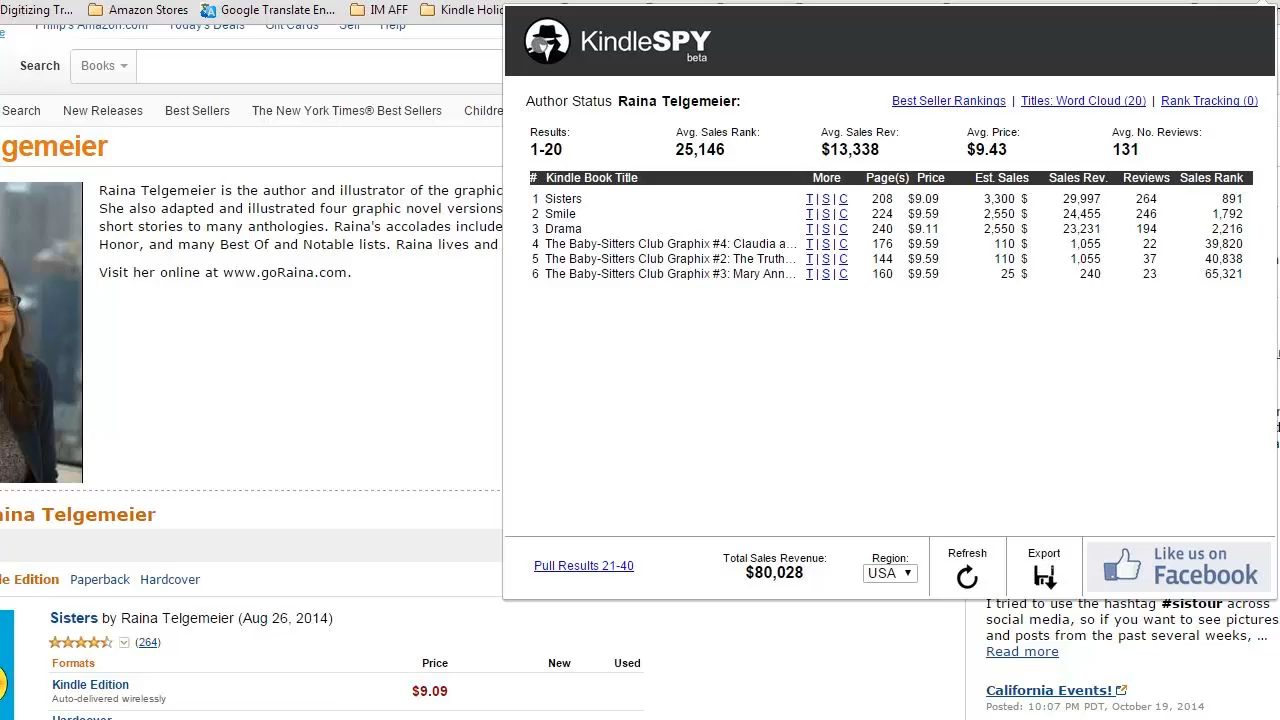 Digitizing Tr... Amazon Stores Google Translate En... IM AFF Kindle Holic
Philip's Amazon.com Today's Deals Gift Cards Sell Help
e
Search Books
Search New Releases Best Sellers The New York Times® Best Sellers Childre
lgemeier
Raina Telgemeier is the author and illustrator of the graphic
She also adapted and illustrated four graphic novel versions
short stories to many anthologies. Raina's accolades include
Honor, and many Best Of and Notable lists. Raina lives and
Visit her online at www.goRaina.com.
aina Telgemeier
le Edition Paperback Hardcover
Sisters by Raina Telgemeier (Aug 26, 2014)
(264)
Formats Price New Used
Kindle Edition $9.09
Auto-delivered wirelessly
Hardcover
KindleSPY
beta
Author Status Raina Telgemeier:
Best Seller Rankings | Titles: Word Cloud (20) | Rank Tracking (0)
Results: Avg. Sales Rank: Avg. Sales Rev: Avg. Price: Avg. No. Reviews:
1-20 25,146 $13,338 $9.43 131
# Kindle Book Title More Page(s) Price Est. Sales Sales Rev. Reviews Sales Rank
1 Sisters T | S | C 208 $9.09 3,300 $ 29,997 264 891
2 Smile T | S | C 224 $9.59 2,550 $ 24,455 246 1,792
3 Drama T | S | C 240 $9.11 2,550 $ 23,231 194 2,216
4 The Baby-Sitters Club Graphix #4: Claudia a... T | S | C 176 $9.59 110 $ 1,055 22 39,820
5 The Baby-Sitters Club Graphix #2: The Truth... T | S | C 144 $9.59 110 $ 1,055 37 40,838
6 The Baby-Sitters Club Graphix #3: Mary Ann... T | S | C 160 $9.59 25 $ 240 23 65,321
Pull Results 21-40
Total Sales Revenue:
$80,028
Region:
USA
Refresh
Export
Like us on
Facebook
I tried to use the hashtag #sistour across
social media, so if you want to see pictures
and posts from the past several weeks, ...
Read more
California Events!
Posted: 10:07 PM PDT, October 19, 2014